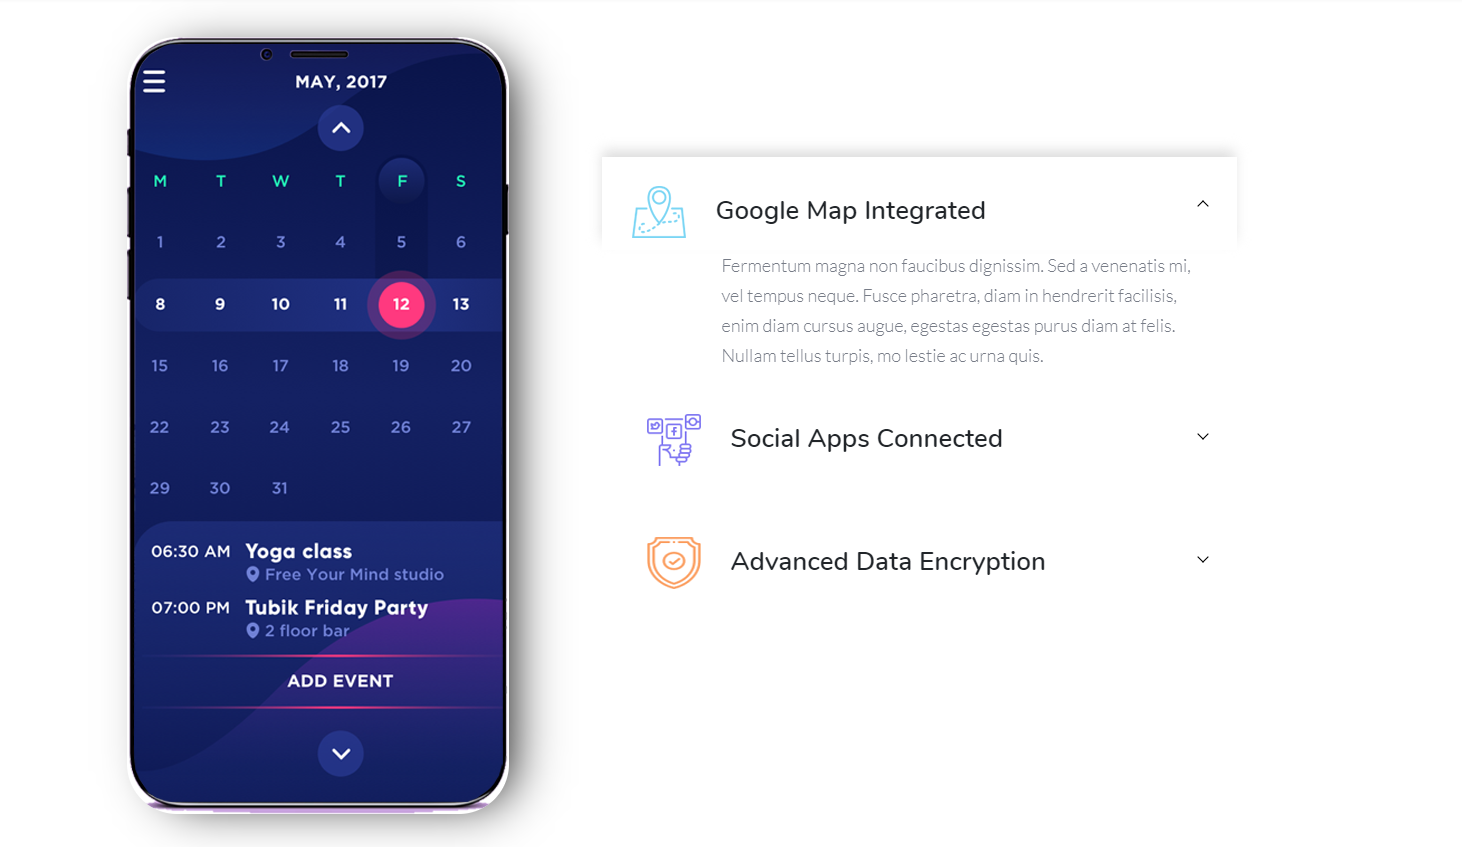 MAY, 2017
M T W T F S
1 2 3 4 5 6
8 9 10 11 12 13
15 16 17 18 19 20
22 23 24 25 26 27
29 30 31
06:30 AM Yoga class
Free Your Mind studio
07:00 PM Tubik Friday Party
2 floor bar
ADD EVENT
Google Map Integrated
Fermentum magna non faucibus dignissim. Sed a venenatis mi,
vel tempus neque. Fusce pharetra, diam in hendrerit facilisis,
enim diam cursus augue, egestas egestas purus diam at felis.
Nullam tellus turpis, mo lestie ac urna quis.
Social Apps Connected
Advanced Data Encryption